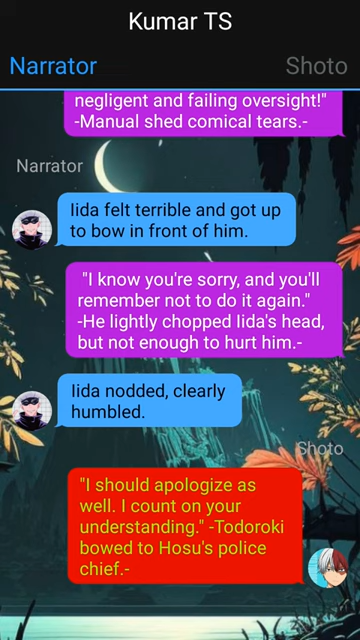 Kumar TS
Narrator
Shoto
negligent and failing oversight!"
-Manual shed comical tears.-
Narrator
Iida felt terrible and got up
to bow in front of him.
"I know you're sorry, and you'll
remember not to do it again."
-He lightly chopped Iida's head,
but not enough to hurt him.-
Iida nodded, clearly
humbled.
Shoto
"I should apologize as
well. I count on your
understanding." -Todoroki
bowed to Hosu's police
chief.-